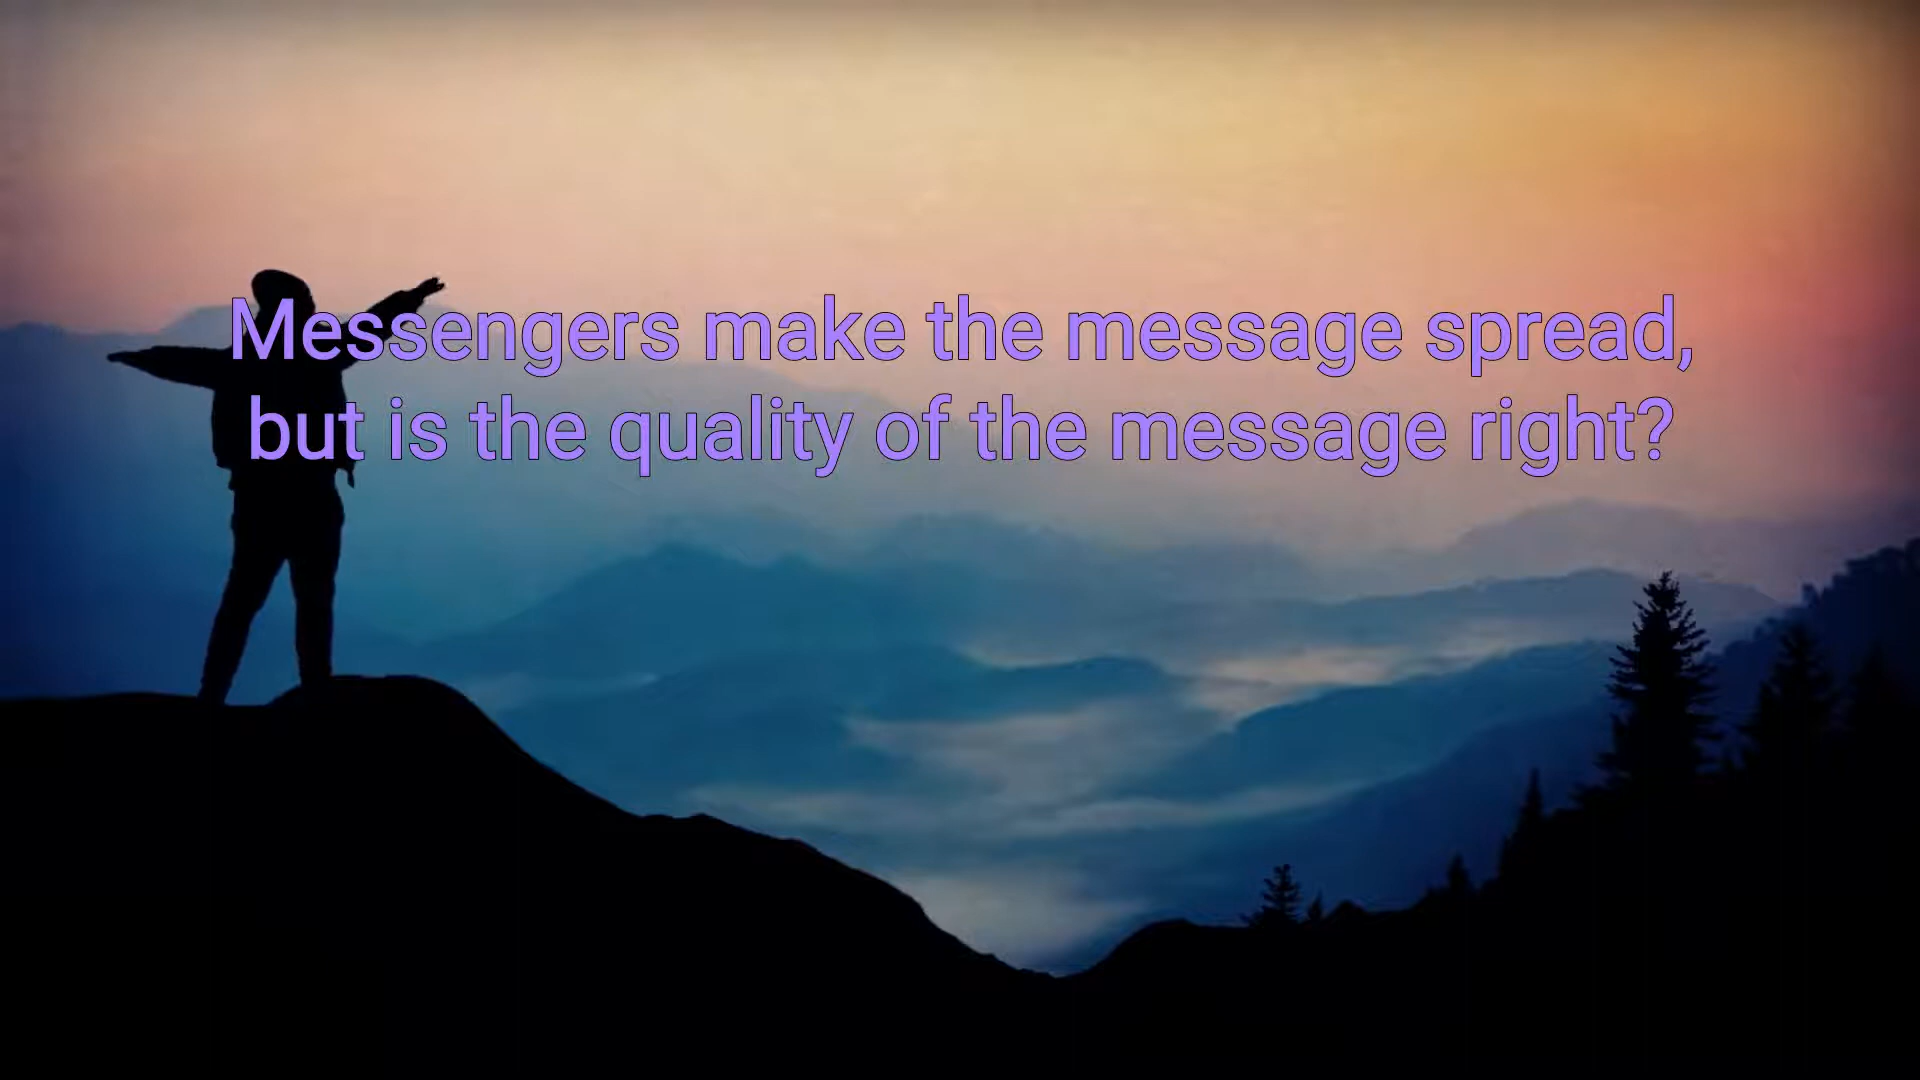 Messengers make the message spread,
but is the quality of the message right?